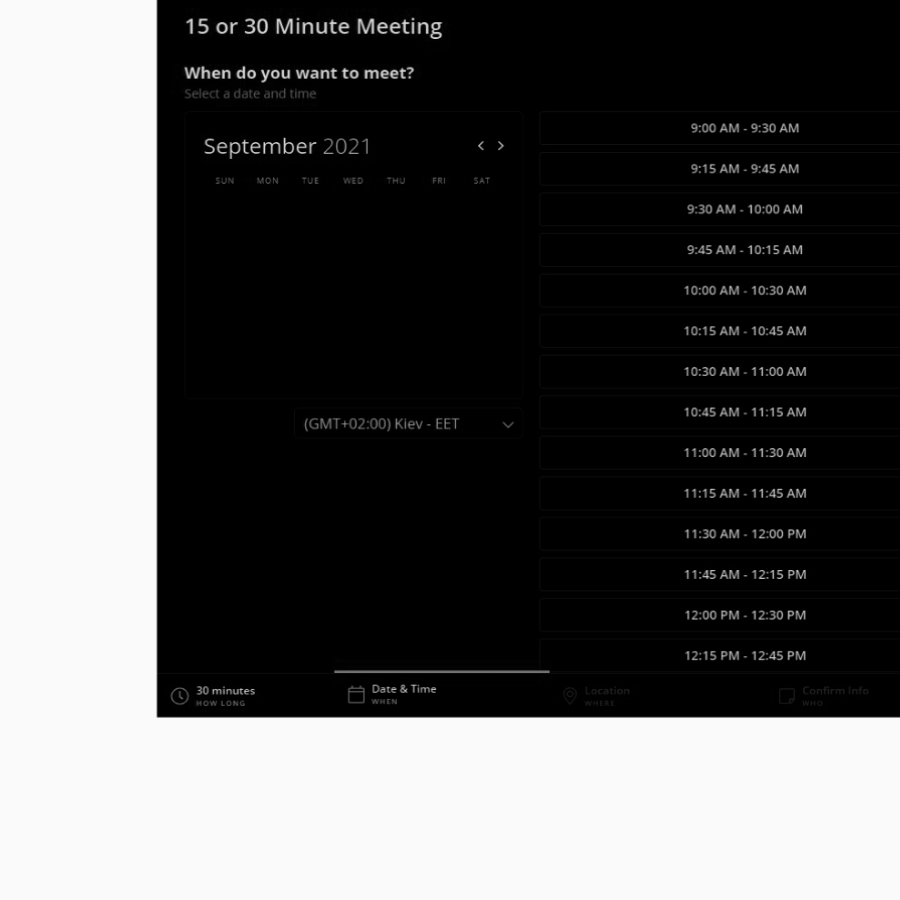 15 or 30 Minute Meeting
When do you want to meet?
Select a date and time
September 2021
SUN MON TUE WED THU FRI SAT
(GMT+02:00) Kiev - EET
9:00 AM - 9:30 AM
9:15 AM - 9:45 AM
9:30 AM - 10:00 AM
9:45 AM - 10:15 AM
10:00 AM - 10:30 AM
10:15 AM - 10:45 AM
10:30 AM - 11:00 AM
10:45 AM - 11:15 AM
11:00 AM - 11:30 AM
11:15 AM - 11:45 AM
11:30 AM - 12:00 PM
11:45 AM - 12:15 PM
12:00 PM - 12:30 PM
12:15 PM - 12:45 PM
30 minutes
HOW LONG
Date & Time
WHEN
Location
WHERE
Confirm Info
WHO